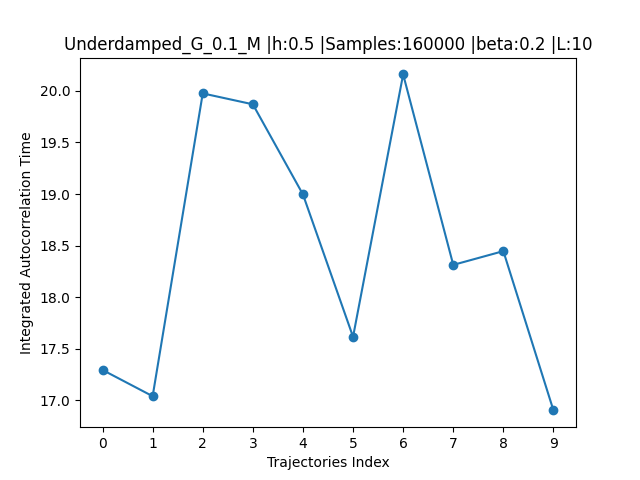 Underdamped_G_0.1_M |h:0.5 |Samples:160000 |beta:0.2 |L:10
Integrated Autocorrelation Time
20.0
19.5
19.0
18.5
18.0
17.5
17.0
0 1 2 3 4 5 6 7 8 9
Trajectories Index